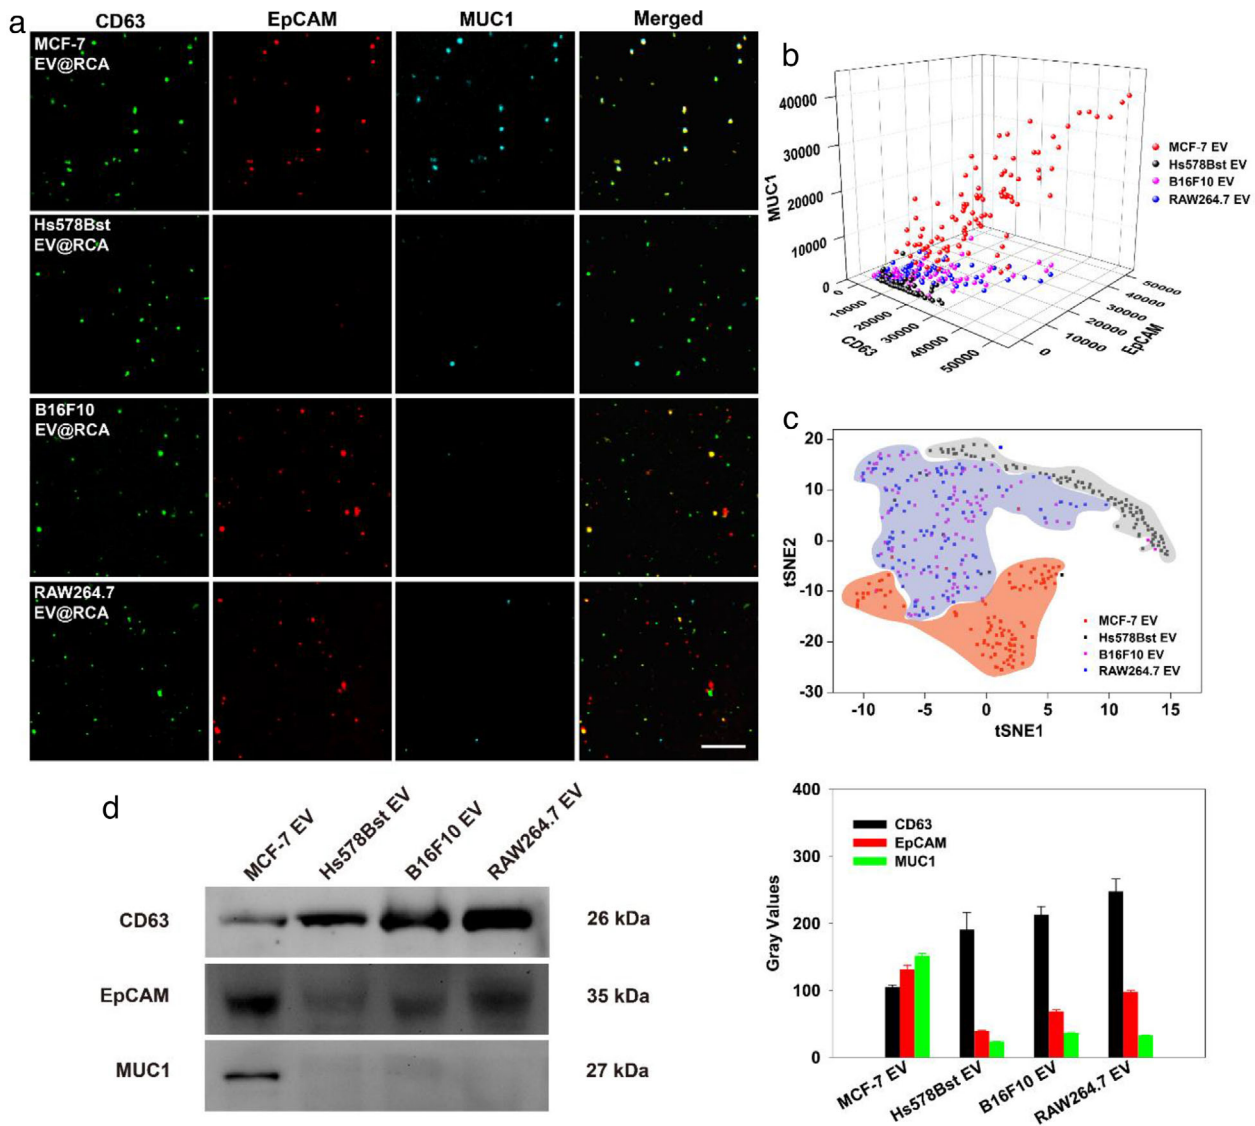 a
CD63 EpCAM MUC1 Merged
MCF-7
EV@RCA
Hs578Bst
EV@RCA
B16F10
EV@RCA
RAW264.7
EV@RCA
b
MUC1
40000
30000
20000
10000
0
0
10000
20000
30000
40000
50000
CD63
0
10000
20000
30000
40000
50000
EpCAM
MCF-7 EV
Hs578Bst EV
B16F10 EV
RAW264.7 EV
c
tSNE2
20
10
0
-10
-20
-30
-10 -5 0 5 10 15
tSNE1
MCF-7 EV
Hs578Bst EV
B16F10 EV
RAW264.7 EV
d
MCF-7 EV Hs578Bst EV B16F10 EV RAW264.7 EV
CD63 26 kDa
EpCAM 35 kDa
MUC1 27 kDa
Gray Values
400
300
200
100
0
CD63
EpCAM
MUC1
MCF-7 EV Hs578Bst EV B16F10 EV RAW264.7 EV